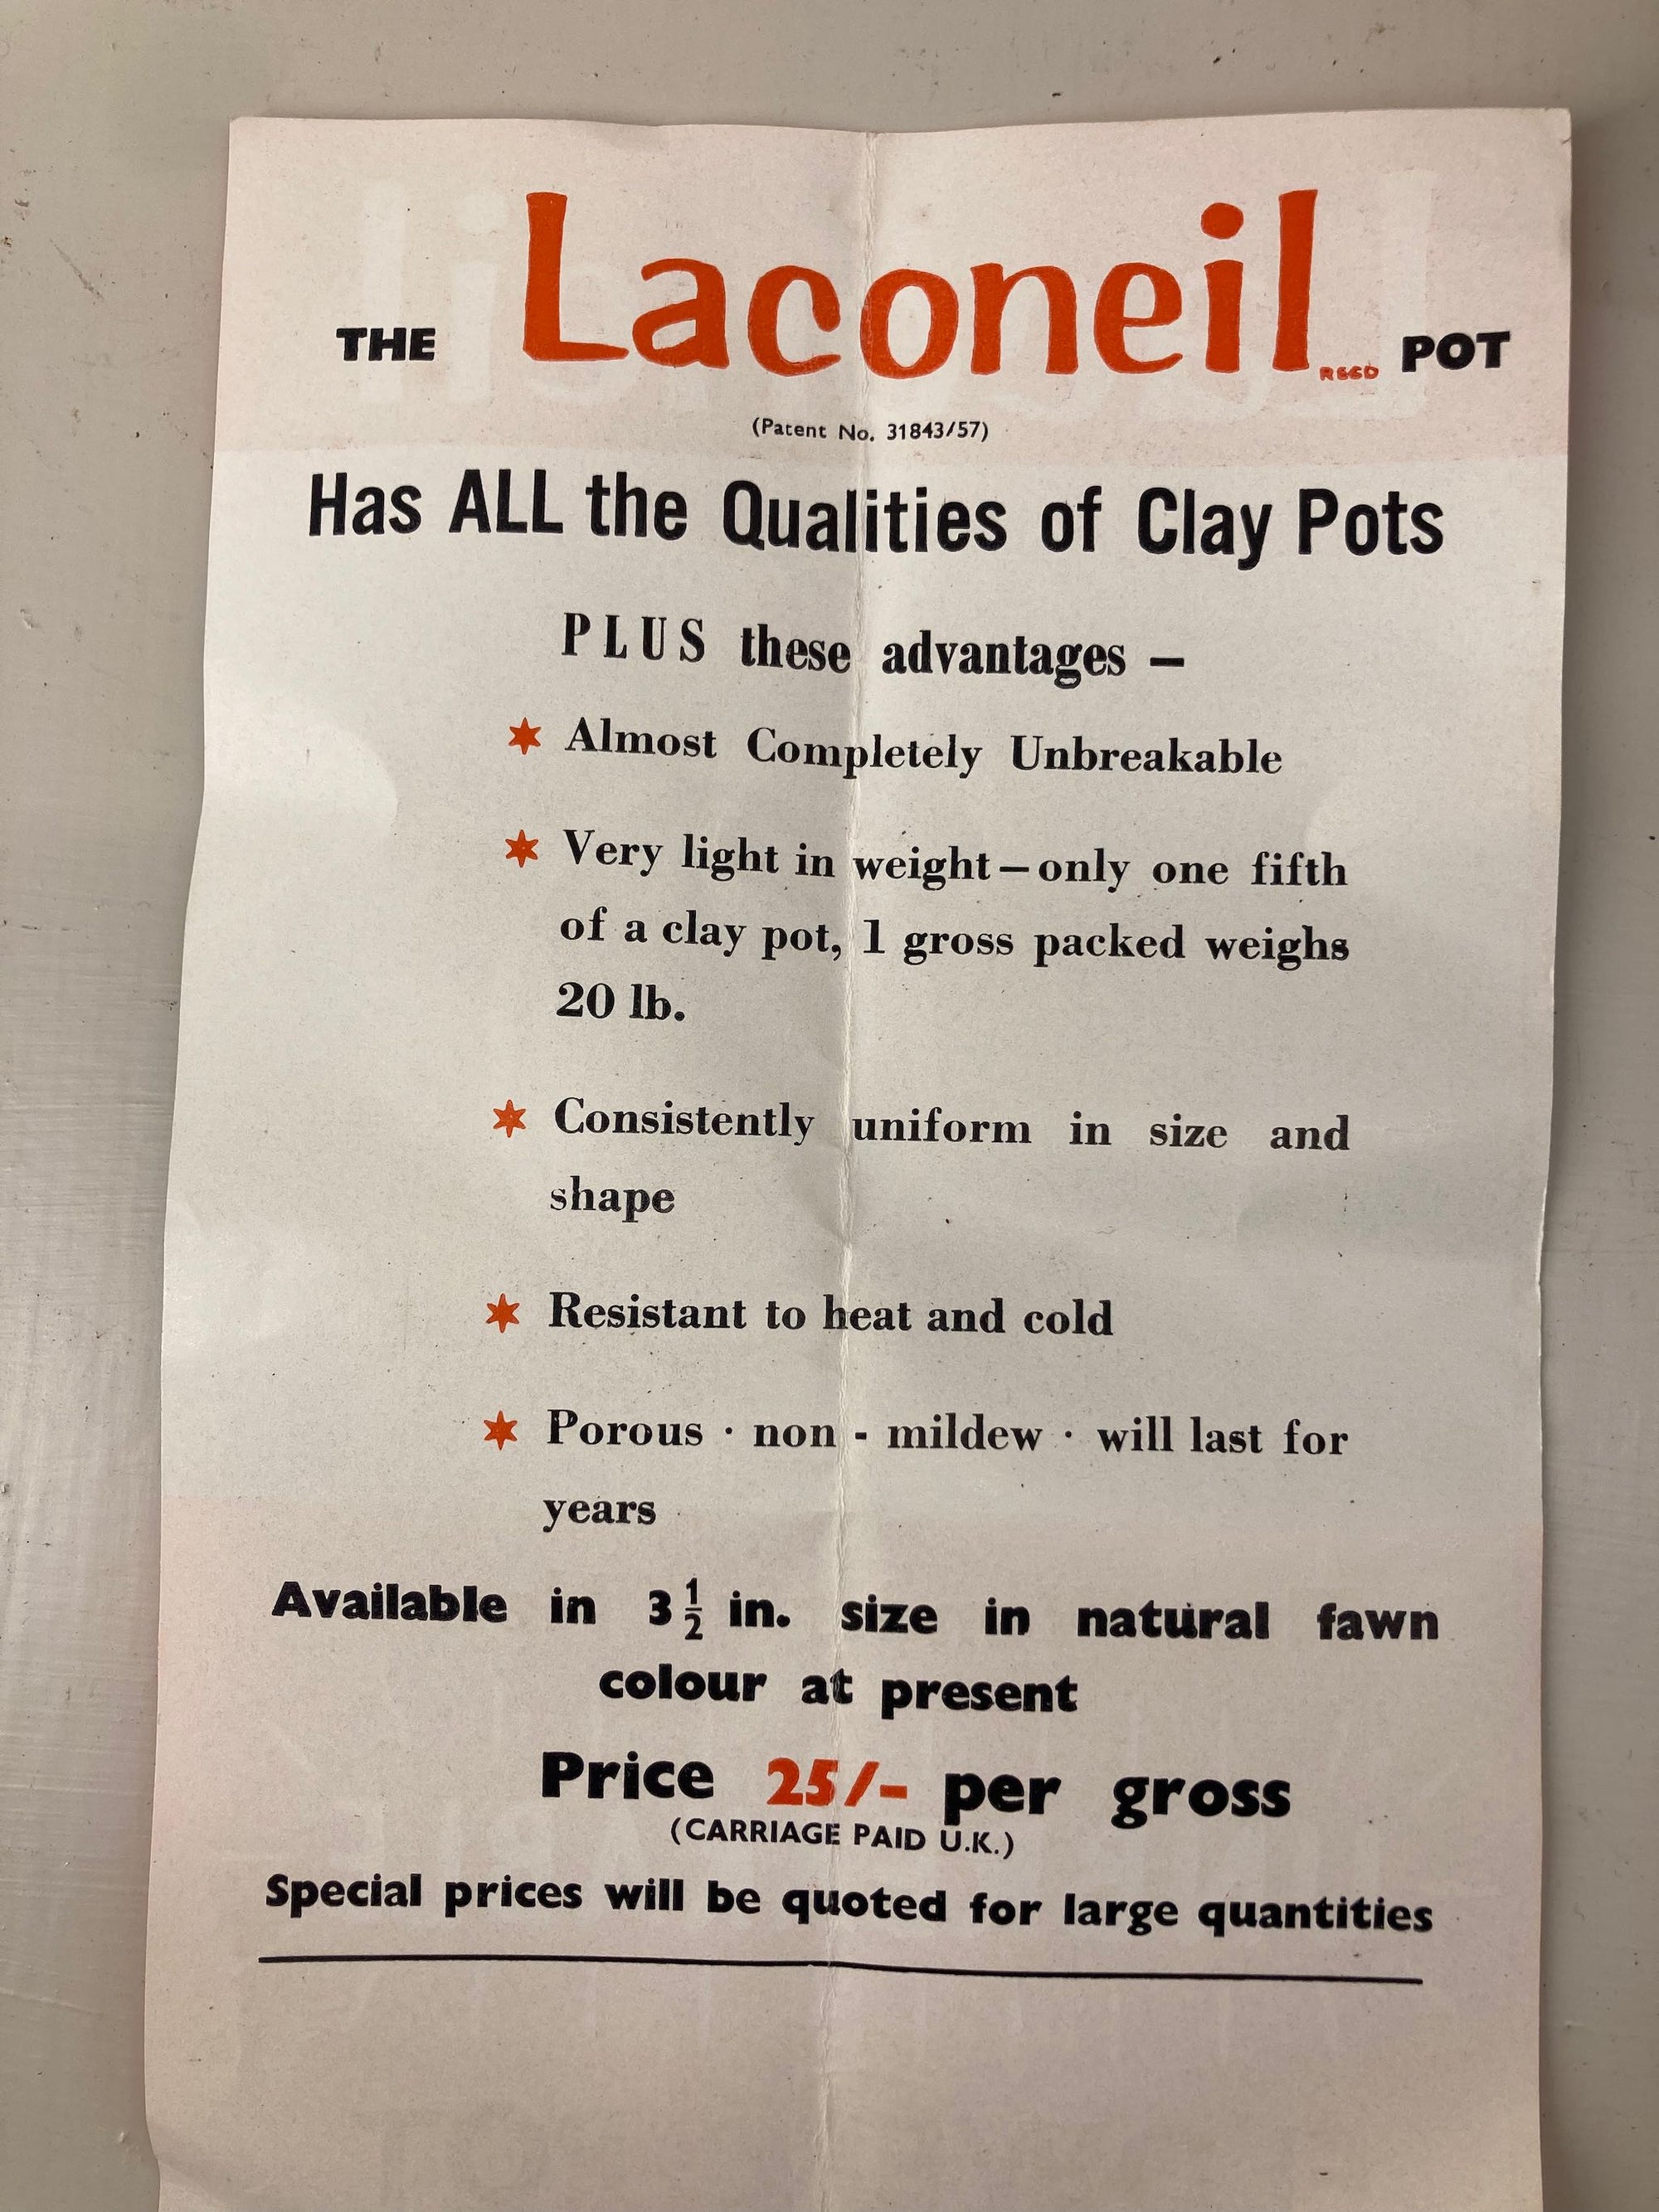 THE Laconeil REGD POT
(Patent No. 31843/57)
Has ALL the Qualities of Clay Pots
PLUS these advantages —
Almost Completely Unbreakable
Very light in weight — only one fifth
of a clay pot, 1 gross packed weighs
20 lb.
Consistently uniform in size and
shape
Resistant to heat and cold
Porous · non - mildew · will last for
years
Available in 3½ in. size in natural fawn
colour at present
Price 25/- per gross
(CARRIAGE PAID U.K.)
Special prices will be quoted for large quantities